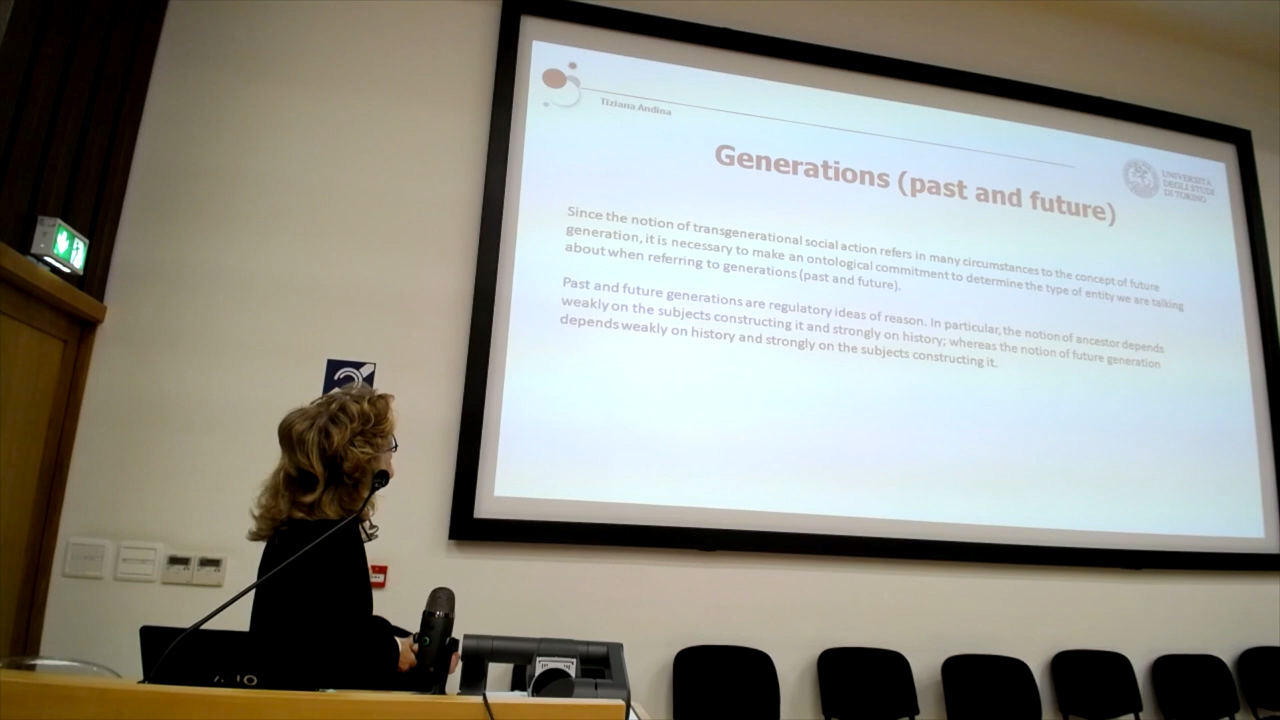 Tiziana Andina
Generations (past and future)
UNIVERSITÀ
DEGLI STUDI
DI TORINO
Since the notion of transgenerational social action refers in many circumstances to the concept of future
generation, it is necessary to make an ontological commitment to determine the type of entity we are talking
about when referring to generations (past and future).
Past and future generations are regulatory ideas of reason. In particular, the notion of ancestor depends
weakly on the subjects constructing it and strongly on history; whereas the notion of future generation
depends weakly on history and strongly on the subjects constructing it.